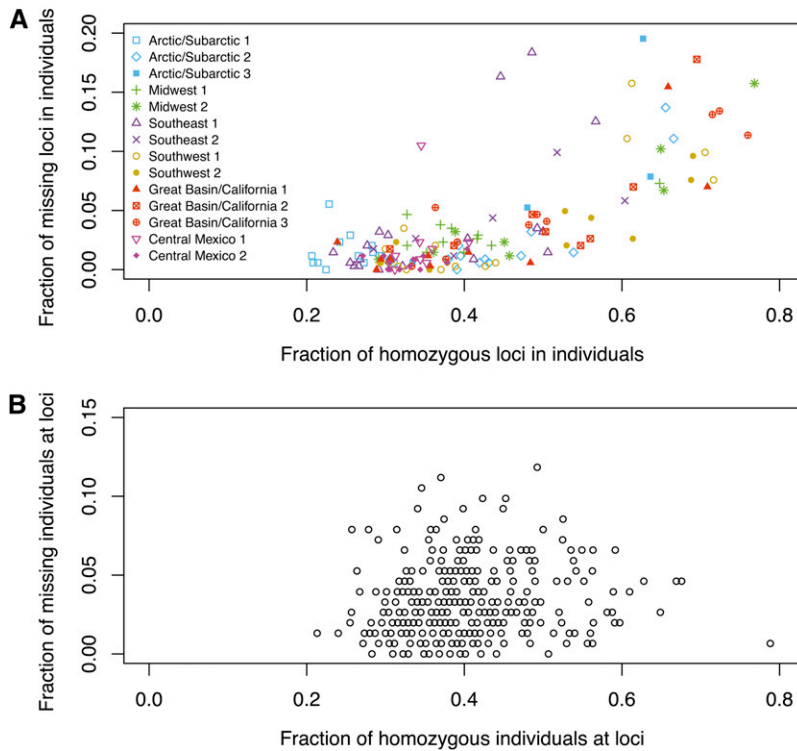 A
Fraction of missing loci in individuals
0.20
0.15
0.10
0.05
0.00
Arctic/Subarctic 1
Arctic/Subarctic 2
Arctic/Subarctic 3
Midwest 1
Midwest 2
Southeast 1
Southeast 2
Southwest 1
Southwest 2
Great Basin/California 1
Great Basin/California 2
Great Basin/California 3
Central Mexico 1
Central Mexico 2
0.0 0.2 0.4 0.6 0.8
Fraction of homozygous loci in individuals
B
Fraction of missing individuals at loci
0.15
0.10
0.05
0.00
0.0 0.2 0.4 0.6 0.8
Fraction of homozygous individuals at loci